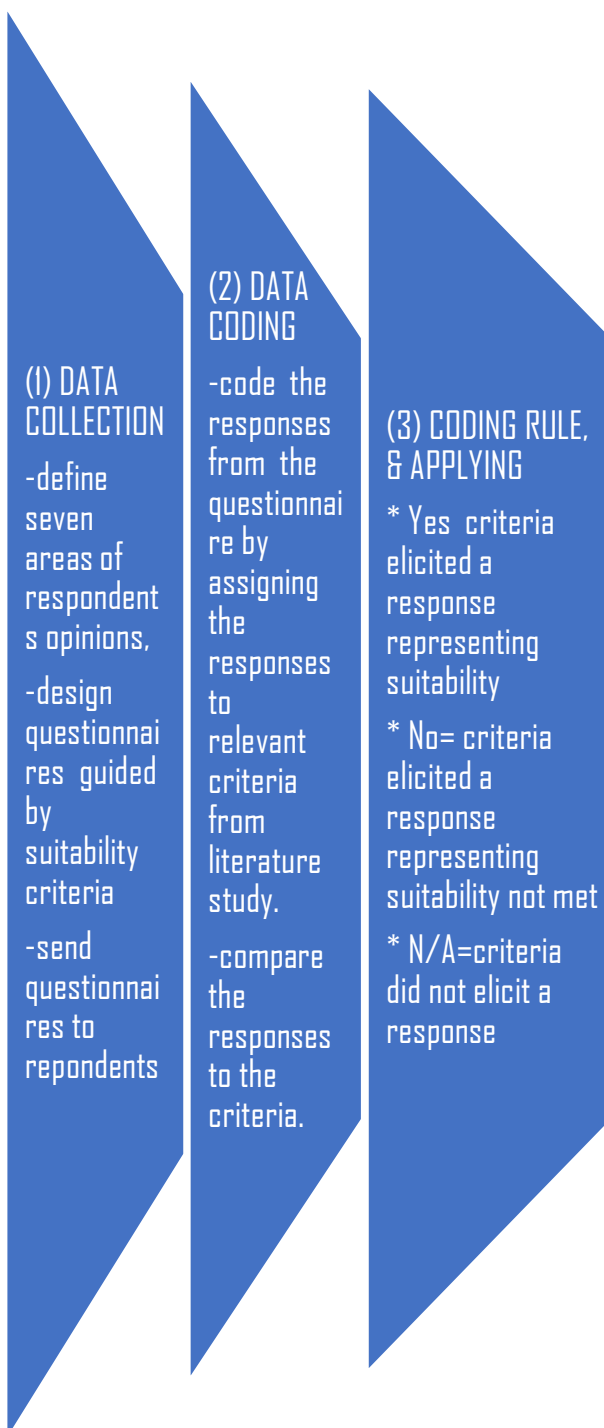 (1) DATA
COLLECTION
-define
seven
areas of
respondent
s opinions,
-design
questionnai
res guided
by
suitability
criteria
-send
questionnai
res to
repondents
(2) DATA
CODING
-code the
responses
from the
questionnai
re by
assigning
the
responses
to
relevant
criteria
from
literature
study.
-compare
the
responses
to the
criteria.
(3) CODING RULE,
& APPLYING
* Yes criteria
elicited a
response
representing
suitability
* No= criteria
elicited a
response
representing
suitability not met
* N/A=criteria
did not elicit a
response